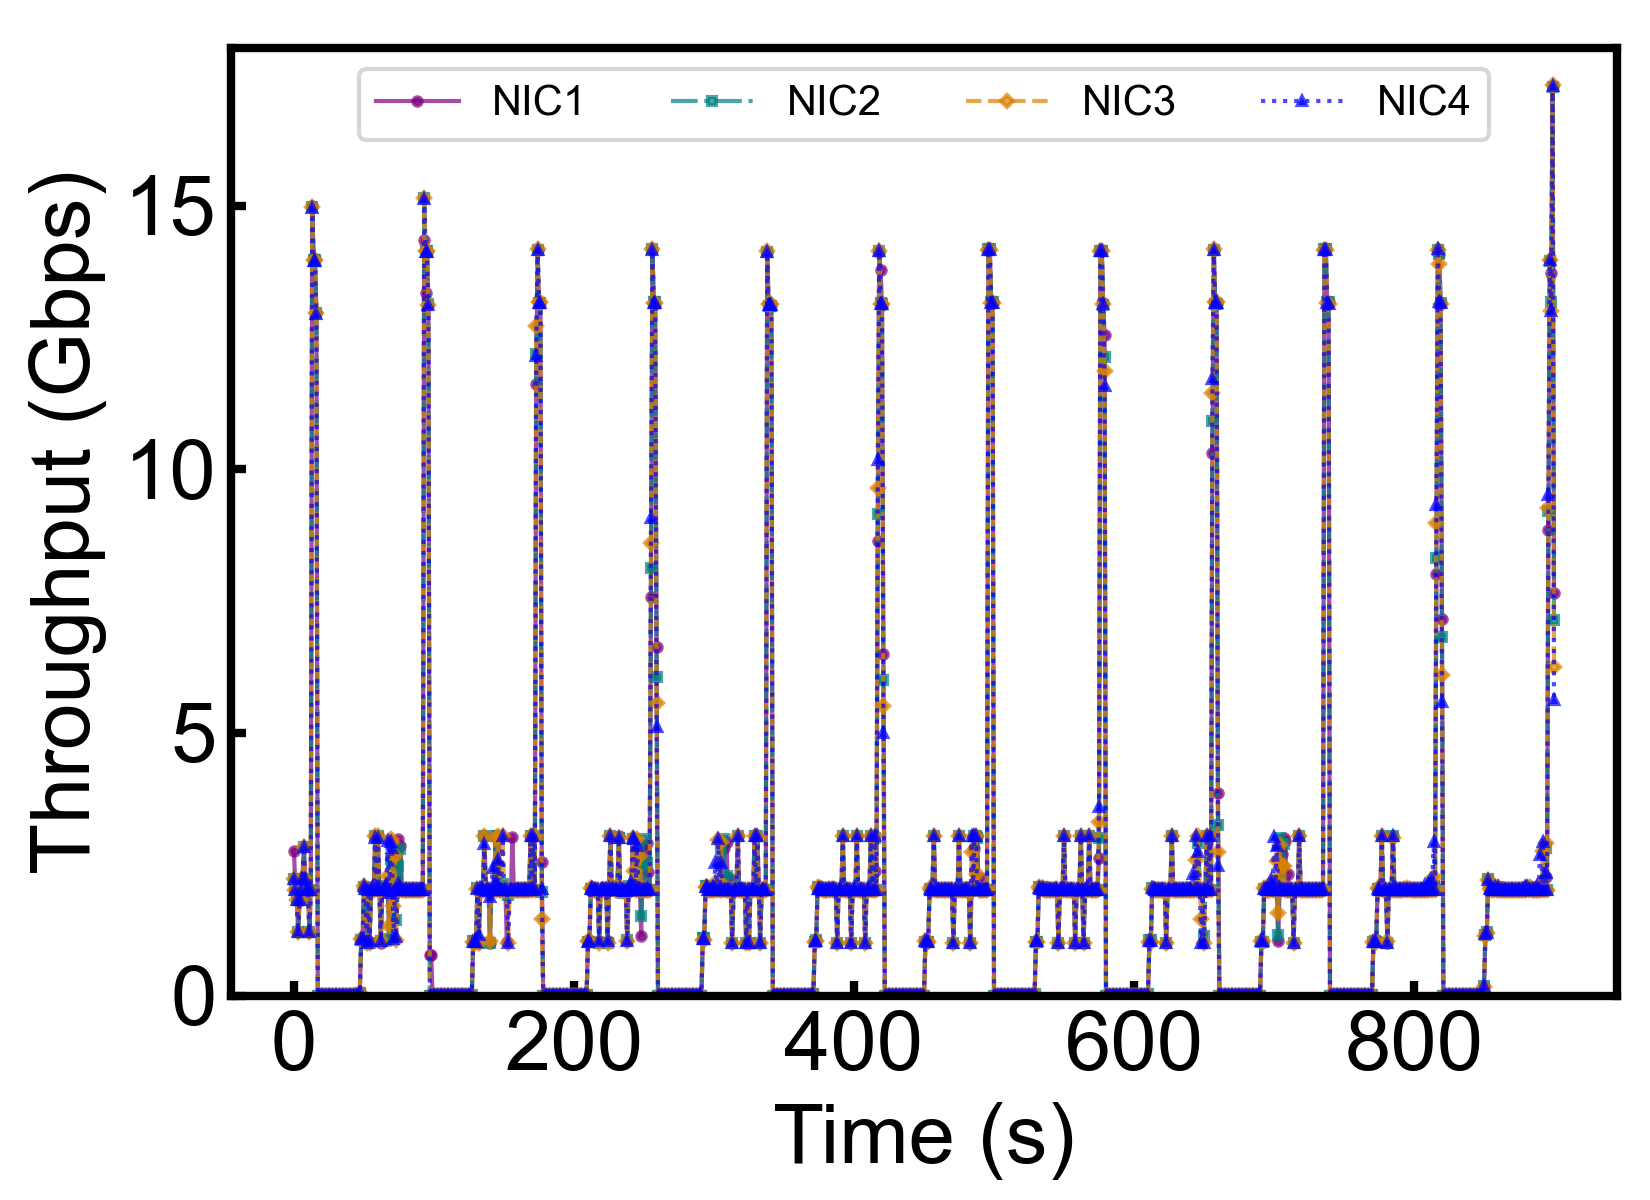 NIC1 NIC2 NIC3 NIC4
Throughput (Gbps)
15
10
5
0
0 200 400 600 800
Time (s)